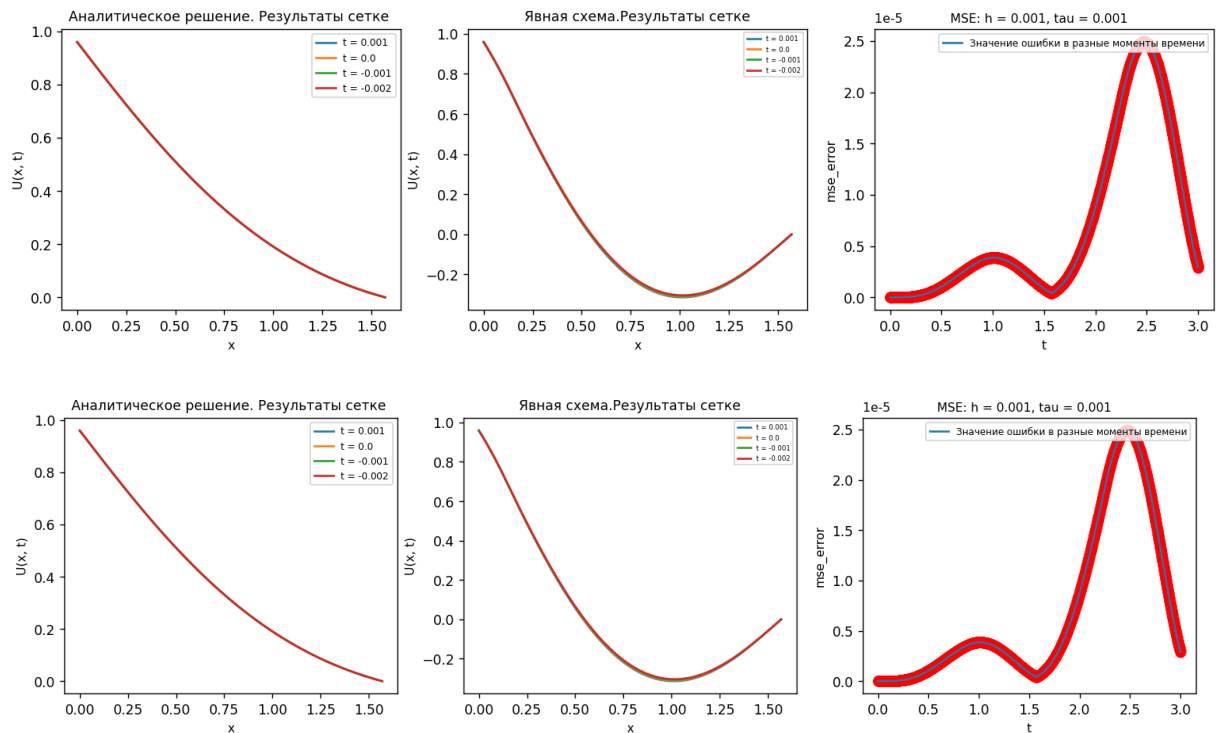 Аналитическое решение. Результаты сетке
U(x, t)
1.0
0.8
0.6
0.4
0.2
0.0
t = 0.001
t = 0.0
t = -0.001
t = -0.002
0.00 0.25 0.50 0.75 1.00 1.25 1.50
x
Явная схема.Результаты сетке
U(x, t)
1.0
0.8
0.6
0.4
0.2
0.0
−0.2
t = 0.001
t = 0.0
t = -0.001
t = -0.002
0.00 0.25 0.50 0.75 1.00 1.25 1.50
x
1e-5
MSE: h = 0.001, tau = 0.001
mse_error
2.5
2.0
1.5
1.0
0.5
0.0
Значение ошибки в разные моменты времени
0.0 0.5 1.0 1.5 2.0 2.5 3.0
t
Аналитическое решение. Результаты сетке
U(x, t)
1.0
0.8
0.6
0.4
0.2
0.0
t = 0.001
t = 0.0
t = -0.001
t = -0.002
0.00 0.25 0.50 0.75 1.00 1.25 1.50
x
Явная схема.Результаты сетке
U(x, t)
1.0
0.8
0.6
0.4
0.2
0.0
−0.2
t = 0.001
t = 0.0
t = -0.001
t = -0.002
0.00 0.25 0.50 0.75 1.00 1.25 1.50
x
1e-5
MSE: h = 0.001, tau = 0.001
mse_error
2.5
2.0
1.5
1.0
0.5
0.0
Значение ошибки в разные моменты времени
0.0 0.5 1.0 1.5 2.0 2.5 3.0
t